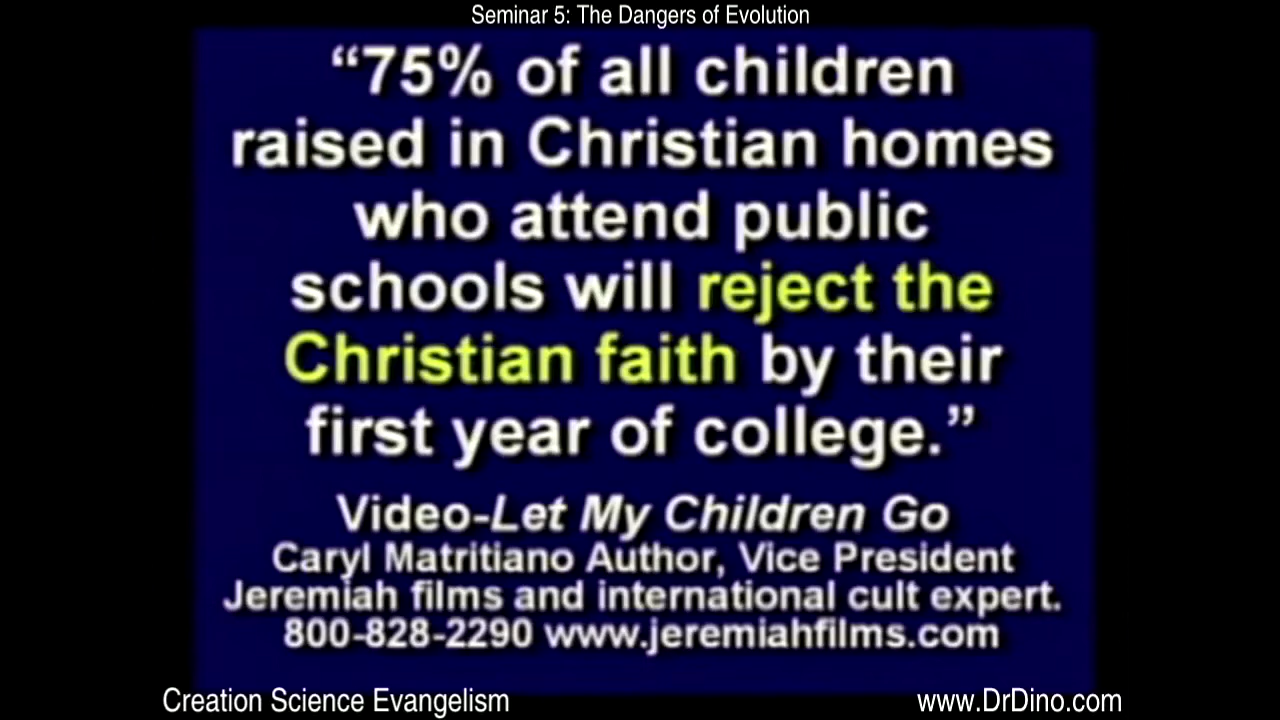 Seminar 5: The Dangers of Evolution
“75% of all children
raised in Christian homes
who attend public
schools will reject the
Christian faith by their
first year of college.”
Video-Let My Children Go
Caryl Matritiano Author, Vice President
Jeremiah films and international cult expert.
800-828-2290 www.jeremiahfilms.com
Creation Science Evangelism
www.DrDino.com